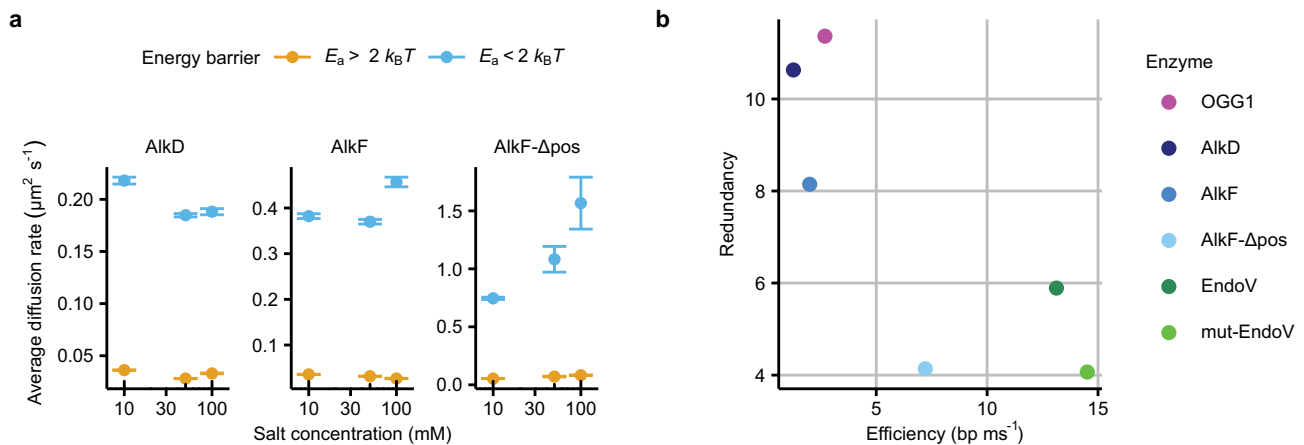 a
Energy barrier
Eₐ > 2 k_BT
Eₐ < 2 k_BT
AlkD
AlkF
AlkF-Δpos
Average diffusion rate (μm² s⁻¹)
0.20
0.15
0.10
0.05
0.4
0.3
0.2
0.1
1.5
1.0
0.5
0.0
10 30 100
10 30 100
10 30 100
Salt concentration (mM)
b
Redundancy
10
8
6
4
5 10 15
Efficiency (bp ms⁻¹)
Enzyme
OGG1
AlkD
AlkF
AlkF-Δpos
EndoV
mut-EndoV